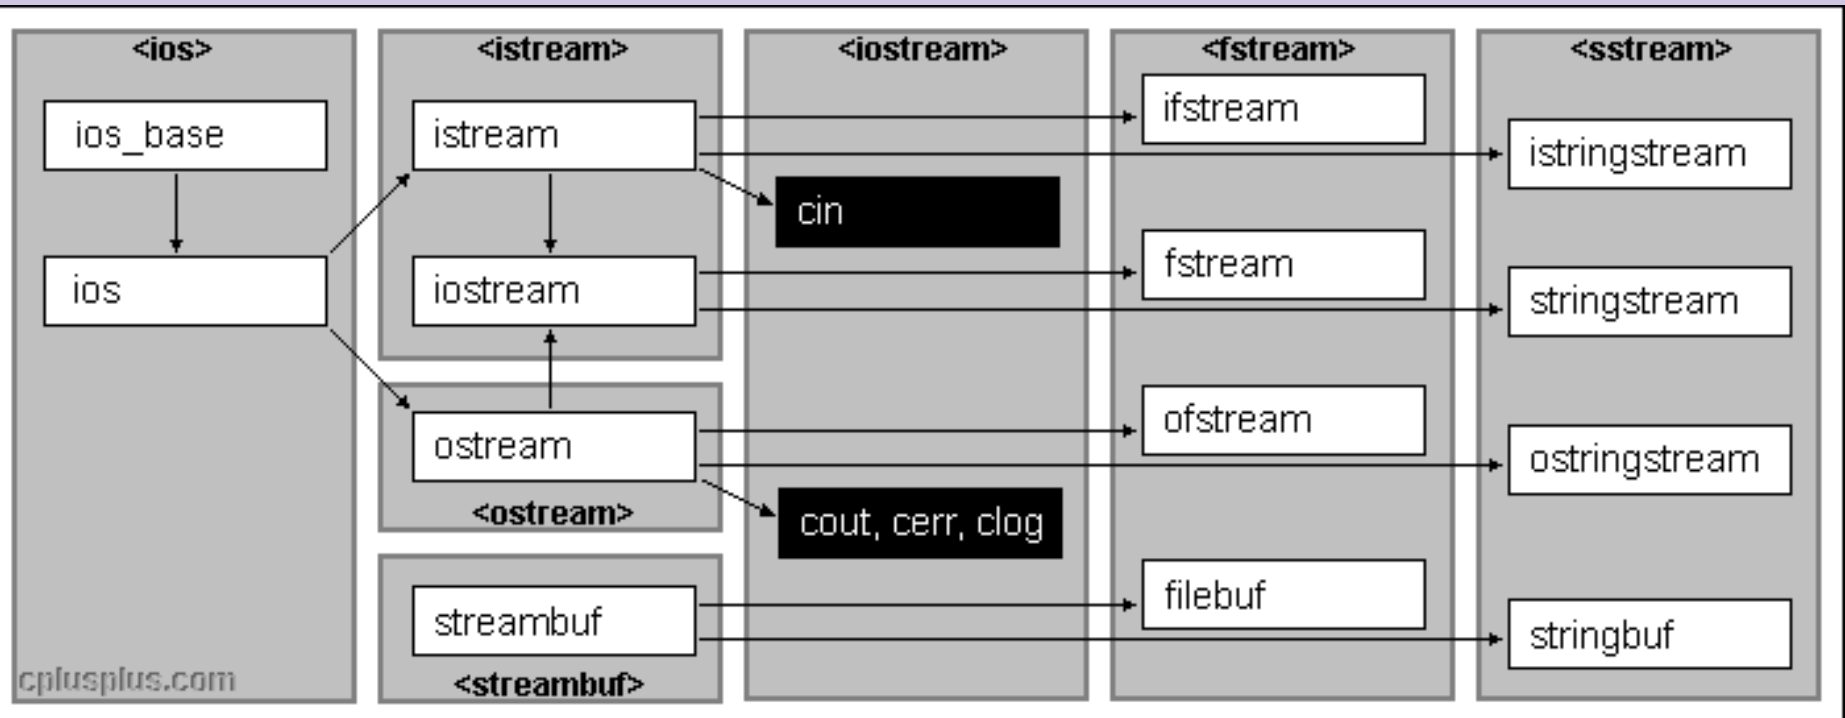 <ios>
ios_base
ios
cplusplus.com
<istream>
istream
iostream
ostream
<ostream>
streambuf
<streambuf>
<iostream>
cin
cout, cerr, clog
<fstream>
ifstream
fstream
ofstream
filebuf
<sstream>
istringstream
stringstream
ostringstream
stringbuf